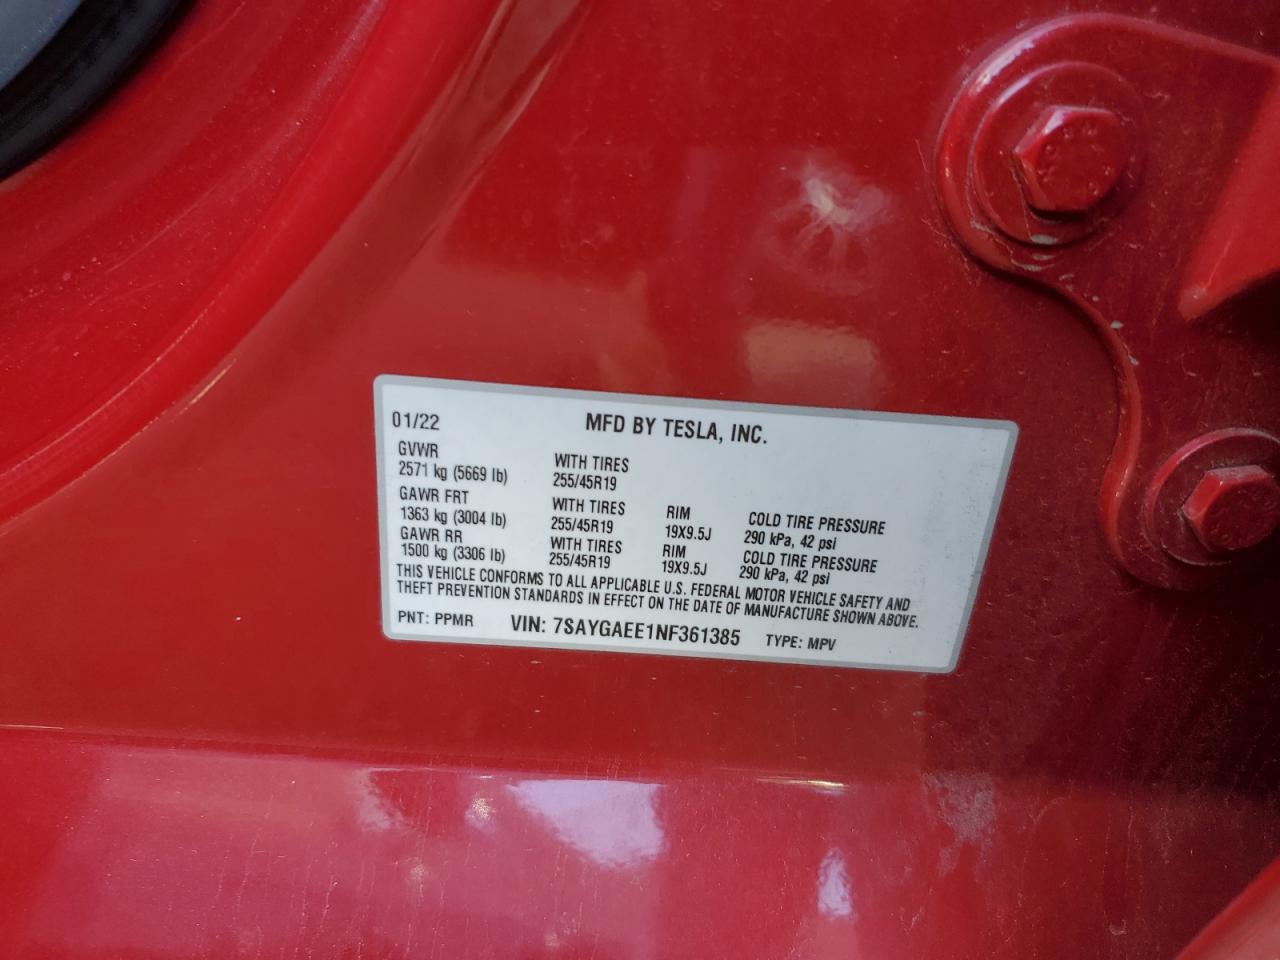 01/22 MFD BY TESLA, INC.
GVWR
2571 kg (5669 lb) WITH TIRES 255/45R19
GAWR FRT
1363 kg (3004 lb) WITH TIRES 255/45R19 RIM 19X9.5J COLD TIRE PRESSURE 290 kPa, 42 psi
GAWR RR
1500 kg (3306 lb) WITH TIRES 255/45R19 RIM 19X9.5J COLD TIRE PRESSURE 290 kPa, 42 psi
THIS VEHICLE CONFORMS TO ALL APPLICABLE U.S. FEDERAL MOTOR VEHICLE SAFETY AND
THEFT PREVENTION STANDARDS IN EFFECT ON THE DATE OF MANUFACTURE SHOWN ABOVE.
PNT: PPMR VIN: 7SAYGAEE1NF361385 TYPE: MPV